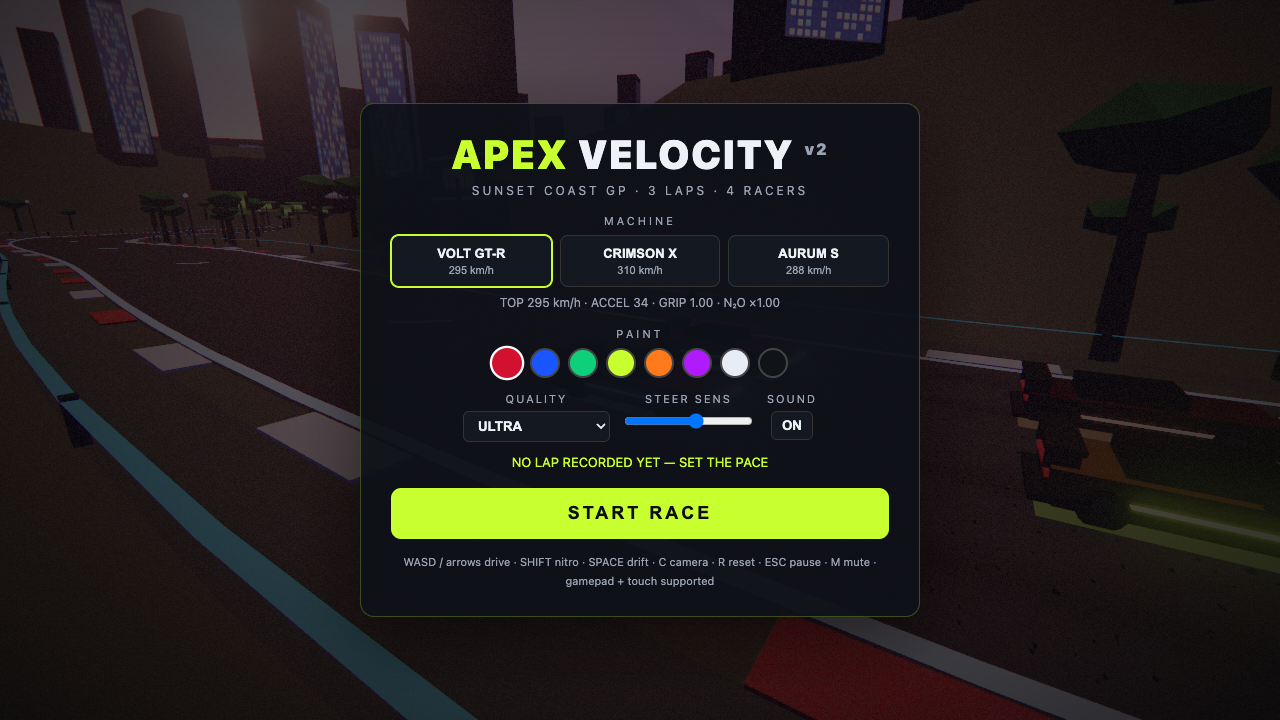 APEX VELOCITY v2
SUNSET COAST GP · 3 LAPS · 4 RACERS
MACHINE
VOLT GT-R
295 km/h
CRIMSON X
310 km/h
AURUM S
288 km/h
TOP 295 km/h · ACCEL 34 · GRIP 1.00 · N₂O ×1.00
PAINT
QUALITY
ULTRA
STEER SENS
SOUND
ON
NO LAP RECORDED YET — SET THE PACE
START RACE
WASD / arrows drive · SHIFT nitro · SPACE drift · C camera · R reset · ESC pause · M mute ·
gamepad + touch supported